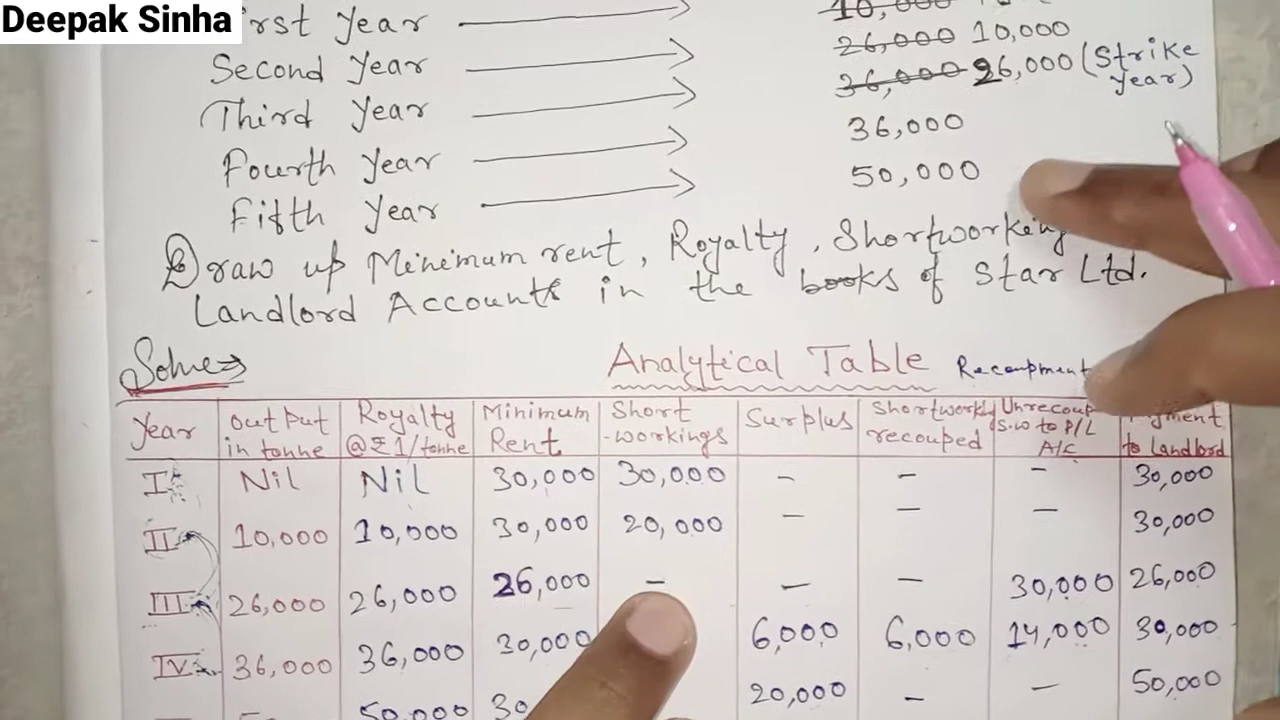 Deepak Sinha
rst Year
Second Year 26,000 10,000
Third Year 36,000 26,000 (Strike year)
Fourth Year 36,000
Fifth Year 50,000
Draw up Minimum rent, Royalty, Shortworking
Landlord Accounts in the books of Star Ltd.
Solve⇒ Analytical Table Recoupment
Year Output in tonne Royalty @₹1/tonne Minimum Rent Short-workings Surplus Shortworking recouped Unrecoup S.W to P/L A/C to Landlord
I Nil Nil 30,000 30,000 - - - 30,000
II 10,000 10,000 30,000 20,000 - - - 30,000
III 26,000 26,000 26,000 - - - 30,000 26,000
IV 36,000 36,000 30,000 6,000 6,000 14,000 30,000
50,000 30 20,000 - - 50,000